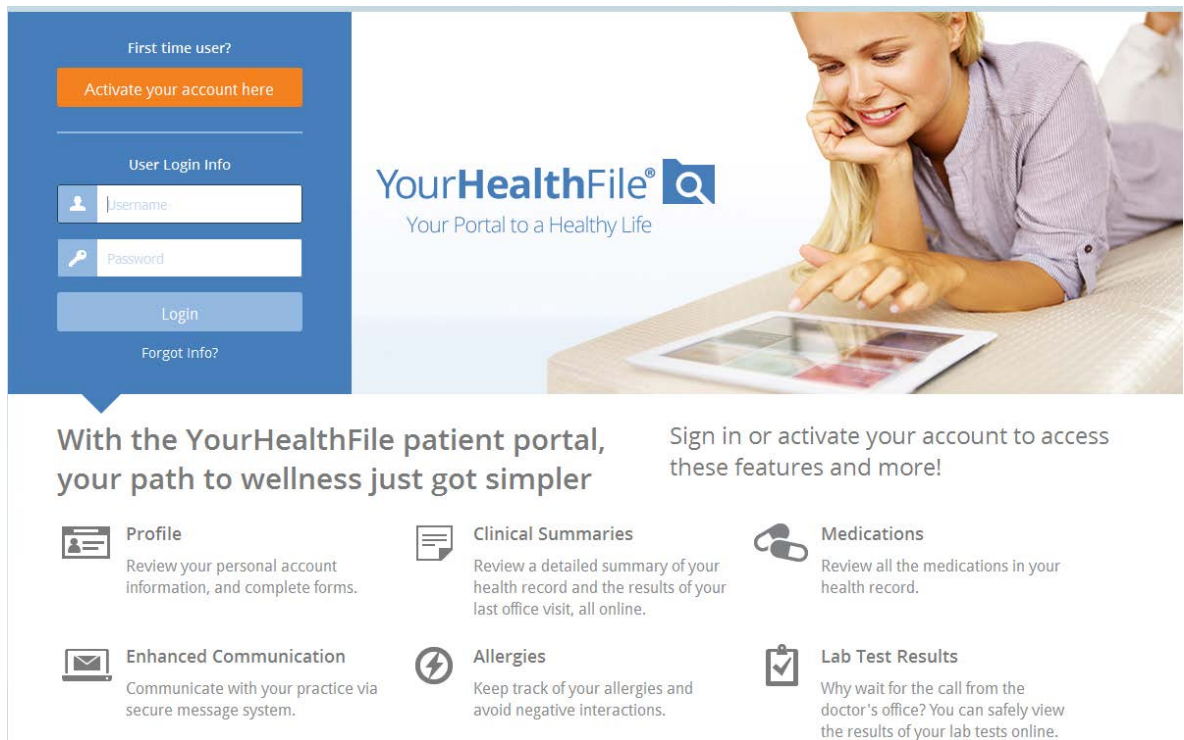 First time user?
Activate your account here
User Login Info
Username
Password
Login
Forgot Info?
YourHealthFile®
Your Portal to a Healthy Life
With the YourHealthFile patient portal,
your path to wellness just got simpler
Sign in or activate your account to access
these features and more!
Profile
Review your personal account
information, and complete forms.
Clinical Summaries
Review a detailed summary of your
health record and the results of your
last office visit, all online.
Medications
Review all the medications in your
health record.
Enhanced Communication
Communicate with your practice via
secure message system.
Allergies
Keep track of your allergies and
avoid negative interactions.
Lab Test Results
Why wait for the call from the
doctor's office? You can safely view
the results of your lab tests online.